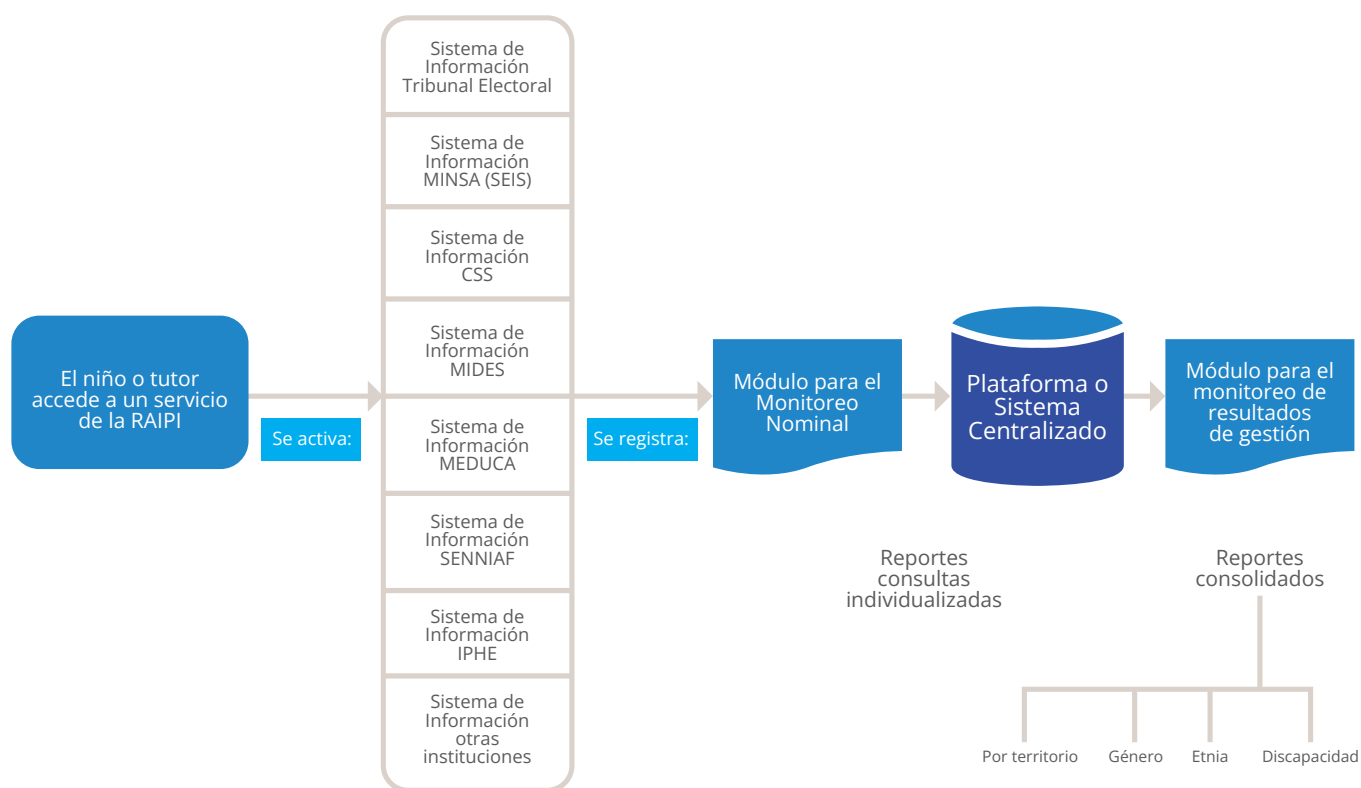 El niño o tutor
accede a un servicio
de la RAIPI
Se activa:
Sistema de
Información
Tribunal Electoral
Sistema de
Información
MINSA (SEIS)
Sistema de
Información
CSS
Sistema de
Información
MIDES
Sistema de
Información
MEDUCA
Sistema de
Información
SENNIAF
Sistema de
Información
IPHE
Sistema de
Información
otras
instituciones
Se registra:
Módulo para el
Monitoreo
Nominal
Plataforma o
Sistema
Centralizado
Módulo para el
monitoreo de
resultados
de gestión
Reportes
consultas
individualizadas
Reportes
consolidados
Por territorio
Género
Etnia
Discapacidad